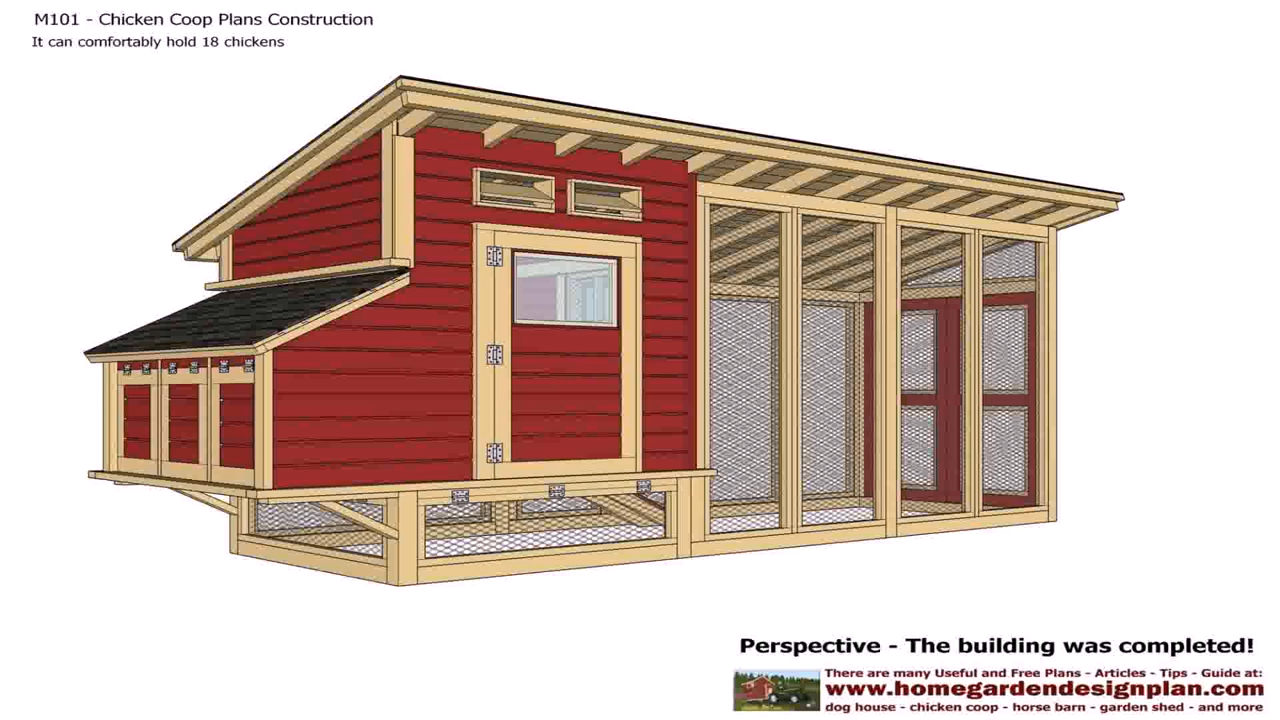 M101 - Chicken Coop Plans Construction
It can comfortably hold 18 chickens
Perspective - The building was completed!
There are many Useful and Free Plans - Articles - Tips - Guide at:
www.homegardendesignplan.com
dog house - chicken coop - horse barn - garden shed - and more